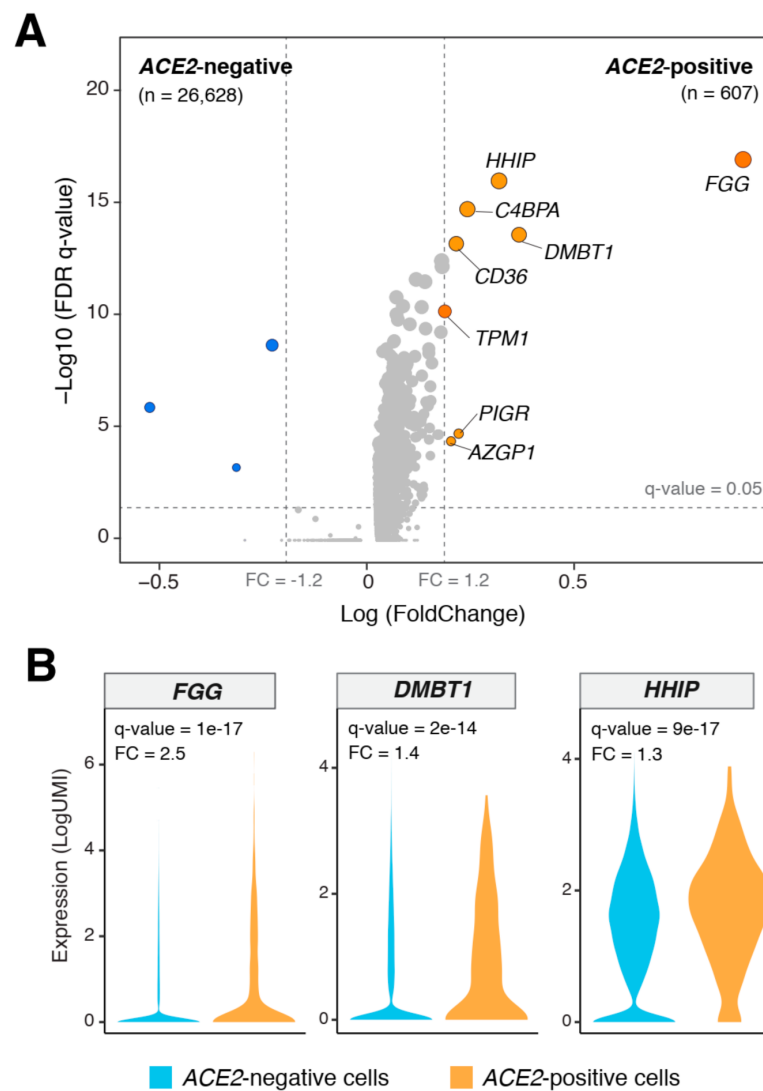 A
ACE2-negative
(n = 26,628)
ACE2-positive
(n = 607)
20
15
10
5
0
−Log10 (FDR q-value)
HHIP
FGG
C4BPA
DMBT1
CD36
TPM1
PIGR
AZGP1
q-value = 0.05
−0.5
FC = -1.2
0
FC = 1.2
0.5
Log (FoldChange)
B
FGG
DMBT1
HHIP
q-value = 1e-17
FC = 2.5
q-value = 2e-14
FC = 1.4
q-value = 9e-17
FC = 1.3
Expression (LogUMI)
6
4
2
0
4
2
0
4
2
0
ACE2-negative cells
ACE2-positive cells